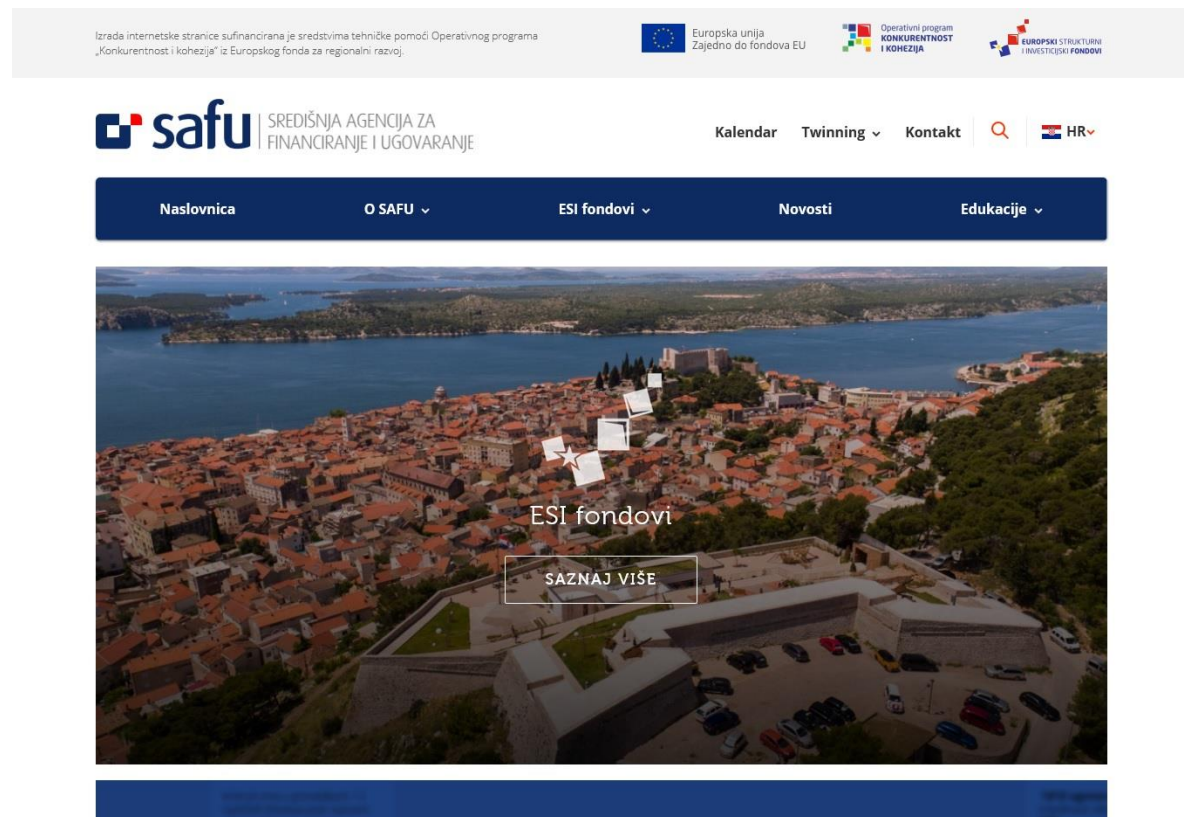 Izrada internetske stranice sufinancirana je sredstvima tehničke pomoći Operativnog programa
„Konkurentnost i kohezija“ iz Europskog fonda za regionalni razvoj.
Europska unija
Zajedno do fondova EU
Operativni program
KONKURENTNOST
I KOHEZIJA
EUROPSKI STRUKTURNI
I INVESTICIJSKI FONDOVI
safu
SREDIŠNJA AGENCIJA ZA
FINANCIRANJE I UGOVARANJE
Kalendar Twinning Kontakt HR
Naslovnica O SAFU ESI fondovi Novosti Edukacije
ESI fondovi
SAZNAJ VIŠE